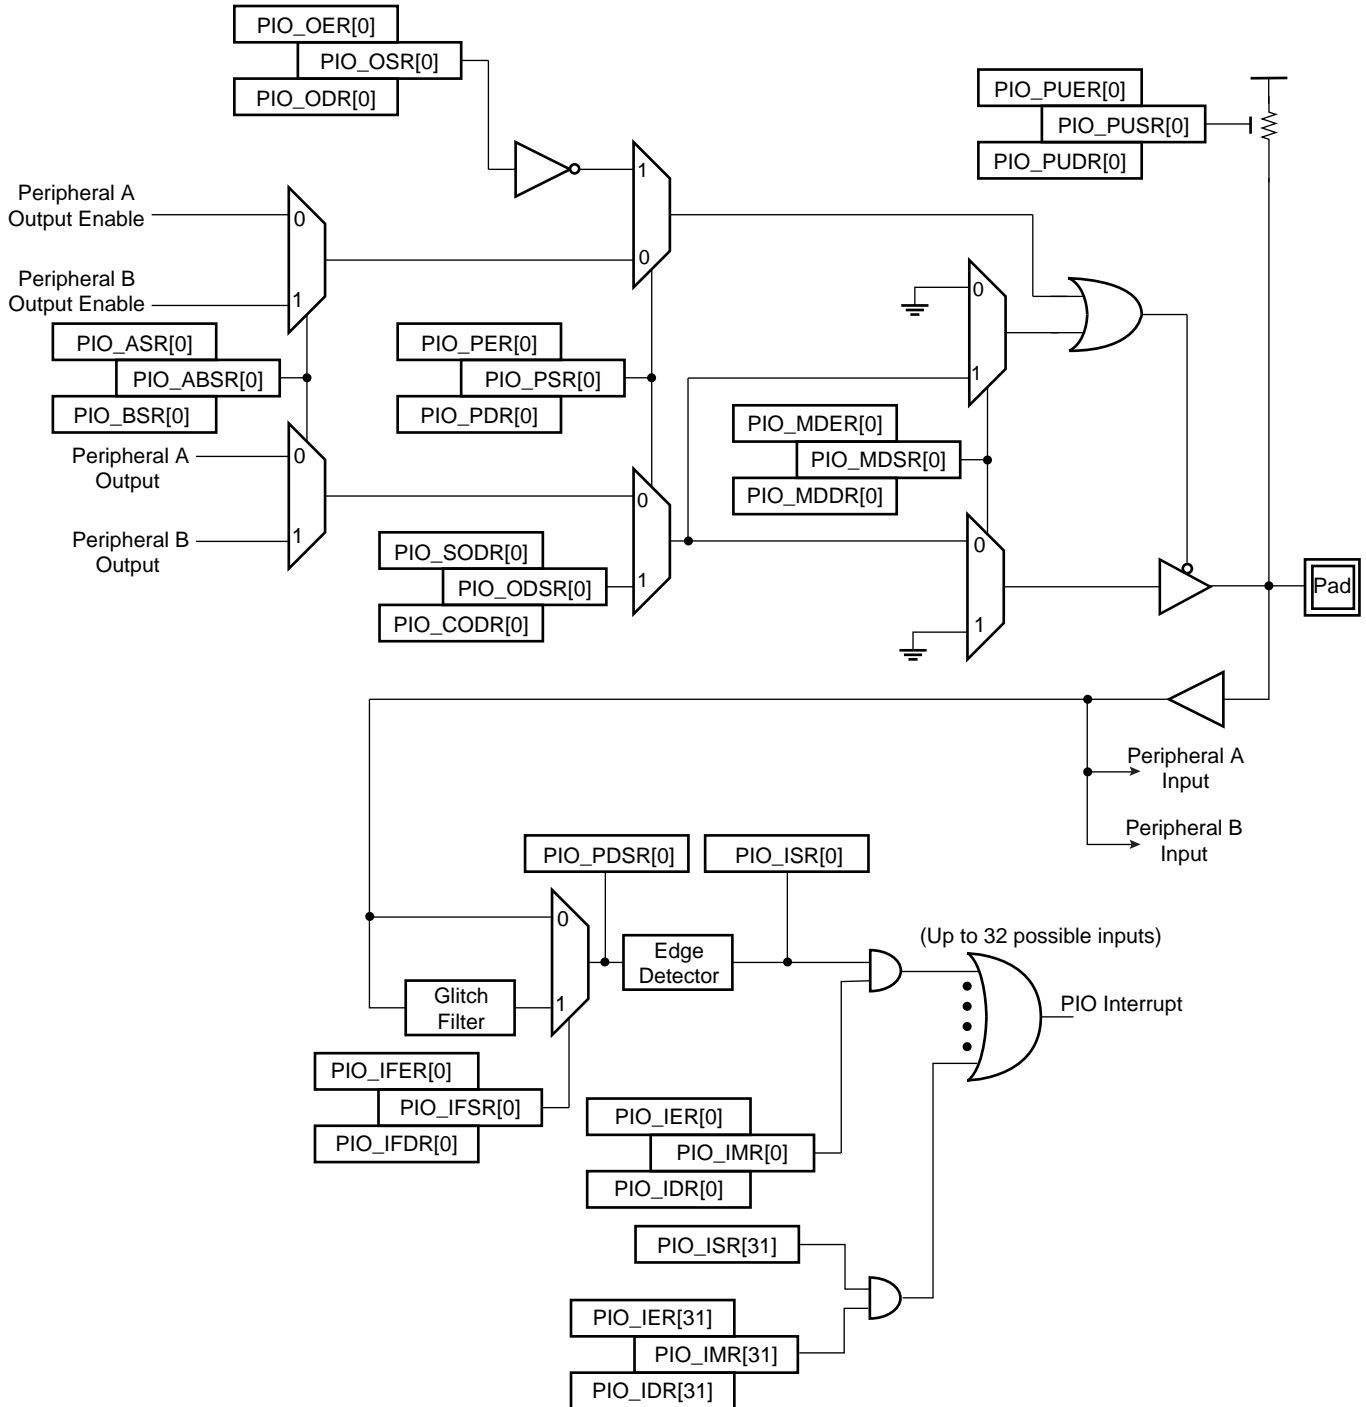 PIO_OER[0]
PIO_OSR[0]
PIO_ODR[0]
PIO_PUER[0]
PIO_PUSR[0]
PIO_PUDR[0]
1
0
Peripheral A
Output Enable
0
Peripheral B
Output Enable
1
PIO_ASR[0]
PIO_ABSR[0]
PIO_BSR[0]
PIO_PER[0]
PIO_PSR[0]
PIO_PDR[0]
0
1
PIO_MDER[0]
PIO_MDSR[0]
PIO_MDDR[0]
Peripheral A
Output
0
Peripheral B
Output
1
0
1
PIO_SODR[0]
PIO_ODSR[0]
PIO_CODR[0]
0
1
Pad
Peripheral A
Input
Peripheral B
Input
PIO_PDSR[0]
PIO_ISR[0]
0
1
Glitch
Filter
Edge
Detector
(Up to 32 possible inputs)
PIO Interrupt
PIO_IFER[0]
PIO_IFSR[0]
PIO_IFDR[0]
PIO_IER[0]
PIO_IMR[0]
PIO_IDR[0]
PIO_ISR[31]
PIO_IER[31]
PIO_IMR[31]
PIO_IDR[31]